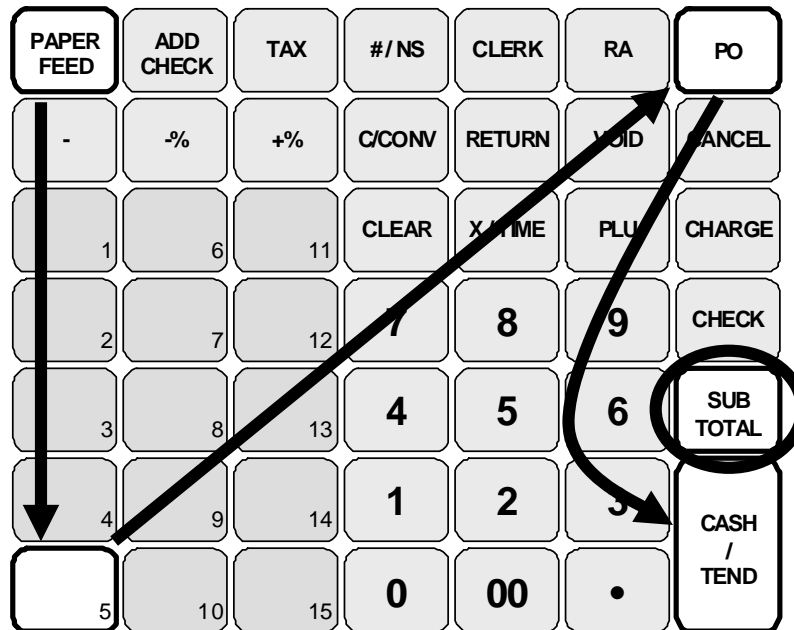 PAPER FEED ADD CHECK TAX #/NS CLERK RA PO
- -% +% C/CONV RETURN VOID CANCEL
1 6 11 CLEAR X/TIME PLU CHARGE
2 7 12 7 8 9 CHECK
3 8 13 4 5 6 SUB TOTAL
4 9 14 1 2 3 CASH / TEND
5 10 15 0 00 •